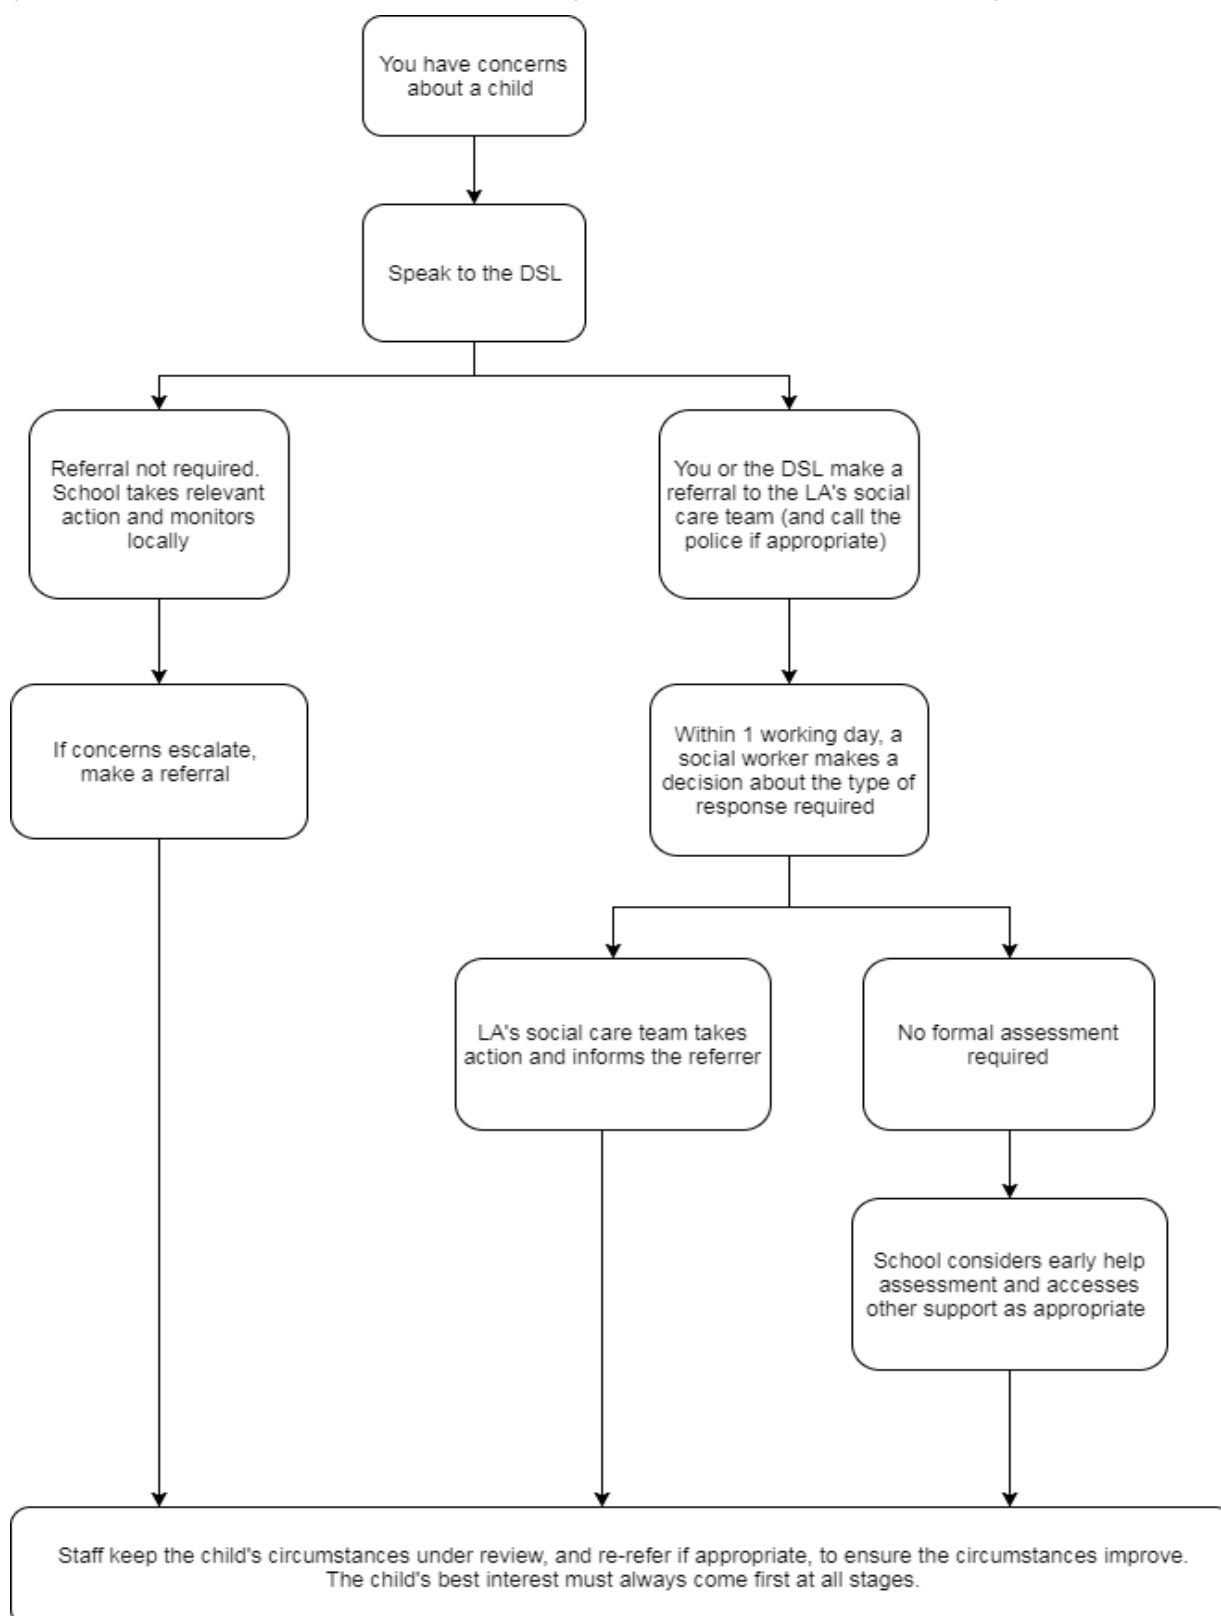 You have concerns
about a child
Speak to the DSL
Referral not required.
School takes relevant
action and monitors
locally
You or the DSL make a
referral to the LA's social
care team (and call the
police if appropriate)
If concerns escalate,
make a referral
Within 1 working day, a
social worker makes a
decision about the type of
response required
LA's social care team takes
action and informs the referrer
No formal assessment
required
School considers early help
assessment and accesses
other support as appropriate
Staff keep the child's circumstances under review, and re-refer if appropriate, to ensure the circumstances improve.
The child's best interest must always come first at all stages.